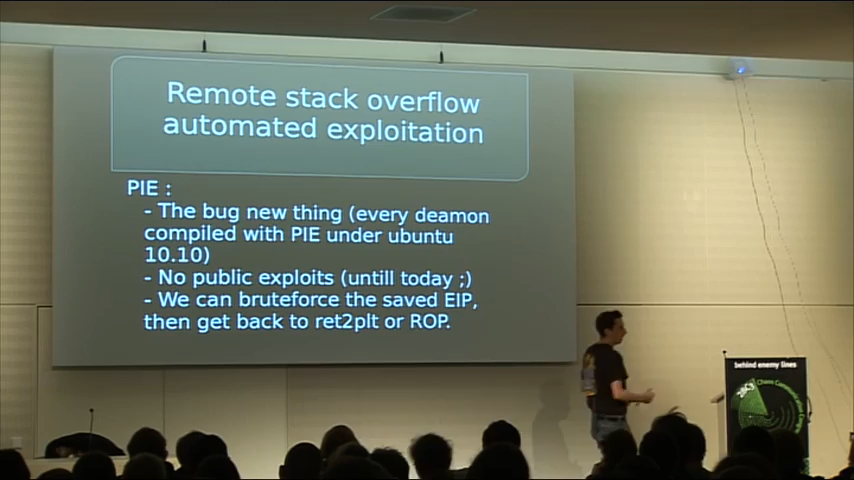 Remote stack overflow
automated exploitation
PIE :
- The bug new thing (every deamon
compiled with PIE under ubuntu
10.10)
- No public exploits (untill today ;)
- We can bruteforce the saved EIP,
then get back to ret2plt or ROP.
behind enemy lines